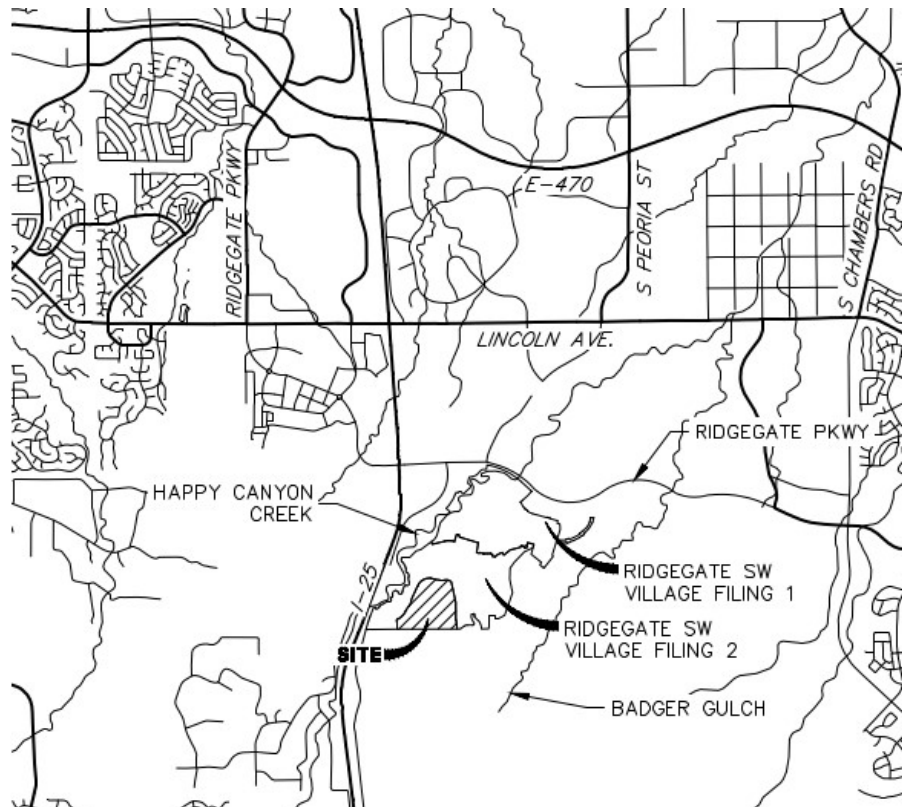 E-470
RIDGEGATE PKWY
S PEORIA ST
S CHAMBERS RD
LINCOLN AVE.
RIDGEGATE PKWY
HAPPY CANYON
CREEK
I-25
RIDGEGATE SW
VILLAGE FILING 1
RIDGEGATE SW
VILLAGE FILING 2
SITE
BADGER GULCH